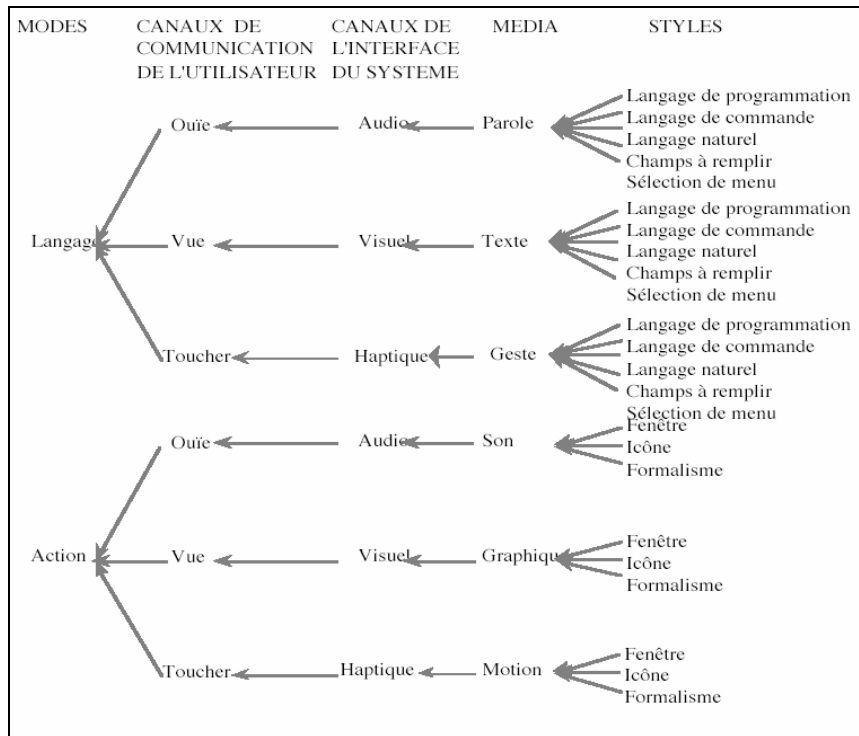 MODES
CANAUX DE
COMMUNICATION
DE L'UTILISATEUR
CANAUX DE
L'INTERFACE
DU SYSTEME
MEDIA
STYLES
Langage
Ouïe
Audio
Parole
Langage de programmation
Langage de commande
Langage naturel
Champs à remplir
Sélection de menu
Vue
Visuel
Texte
Langage de programmation
Langage de commande
Langage naturel
Champs à remplir
Sélection de menu
Toucher
Haptique
Geste
Langage de programmation
Langage de commande
Langage naturel
Champs à remplir
Sélection de menu
Action
Ouïe
Audio
Son
Fenêtre
Icône
Formalisme
Vue
Visuel
Graphique
Fenêtre
Icône
Formalisme
Toucher
Haptique
Motion
Fenêtre
Icône
Formalisme